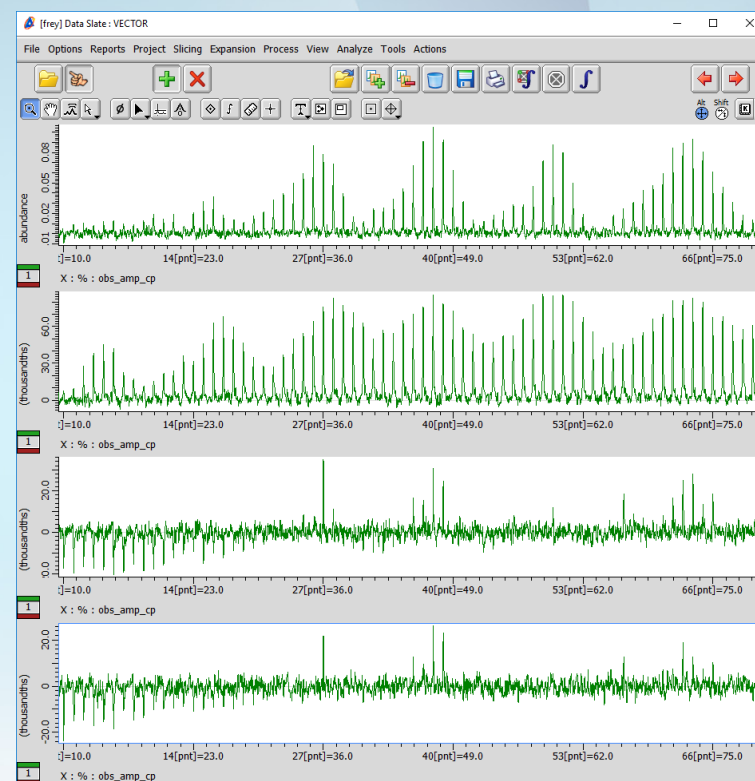 [frey] Data Slate : VECTOR
File Options Reports Project Slicing Expansion Process View Analyze Tools Actions
Alt Shift
K
abundance
.01 0.02 0.05 0.08
:]=10.0 14[pnt]=23.0 27[pnt]=36.0 40[pnt]=49.0 53[pnt]=62.0 66[pnt]=75.0
1 X : % : obs_amp_cp
(thousandths)
0 30.0 60.0
:]=10.0 14[pnt]=23.0 27[pnt]=36.0 40[pnt]=49.0 53[pnt]=62.0 66[pnt]=75.0
1 X : % : obs_amp_cp
(thousandths)
0.0 0 20.0
:]=10.0 14[pnt]=23.0 27[pnt]=36.0 40[pnt]=49.0 53[pnt]=62.0 66[pnt]=75.0
1 X : % : obs_amp_cp
(thousandths)
-20.0 0 20.0
:]=10.0 14[pnt]=23.0 27[pnt]=36.0 40[pnt]=49.0 53[pnt]=62.0 66[pnt]=75.0
1 X : % : obs_amp_cp